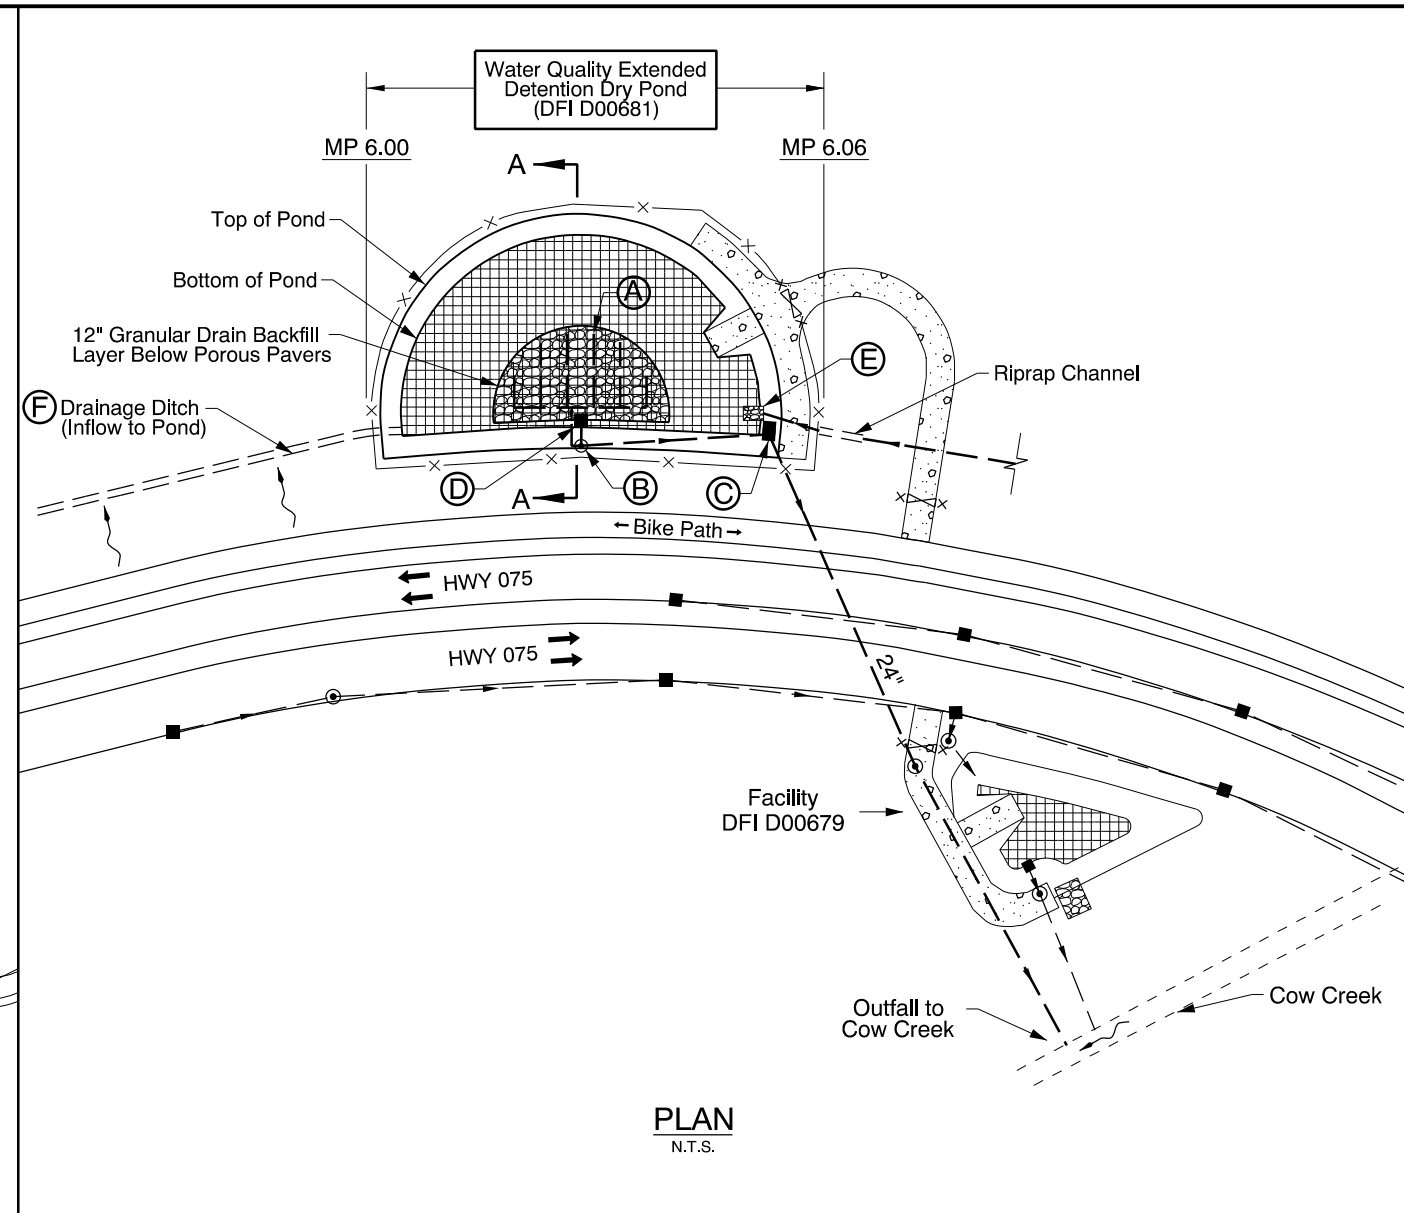 Water Quality Extended
Detention Dry Pond
(DFI D00681)
MP 6.00
MP 6.06
A
Top of Pond
Bottom of Pond
A
12" Granular Drain Backfill
Layer Below Porous Pavers
E
Riprap Channel
F Drainage Ditch
(Inflow to Pond)
D
B
C
A
Bike Path
HWY 075
HWY 075
24"
Facility
DFI D00679
Outfall to
Cow Creek
Cow Creek
PLAN
N.T.S.